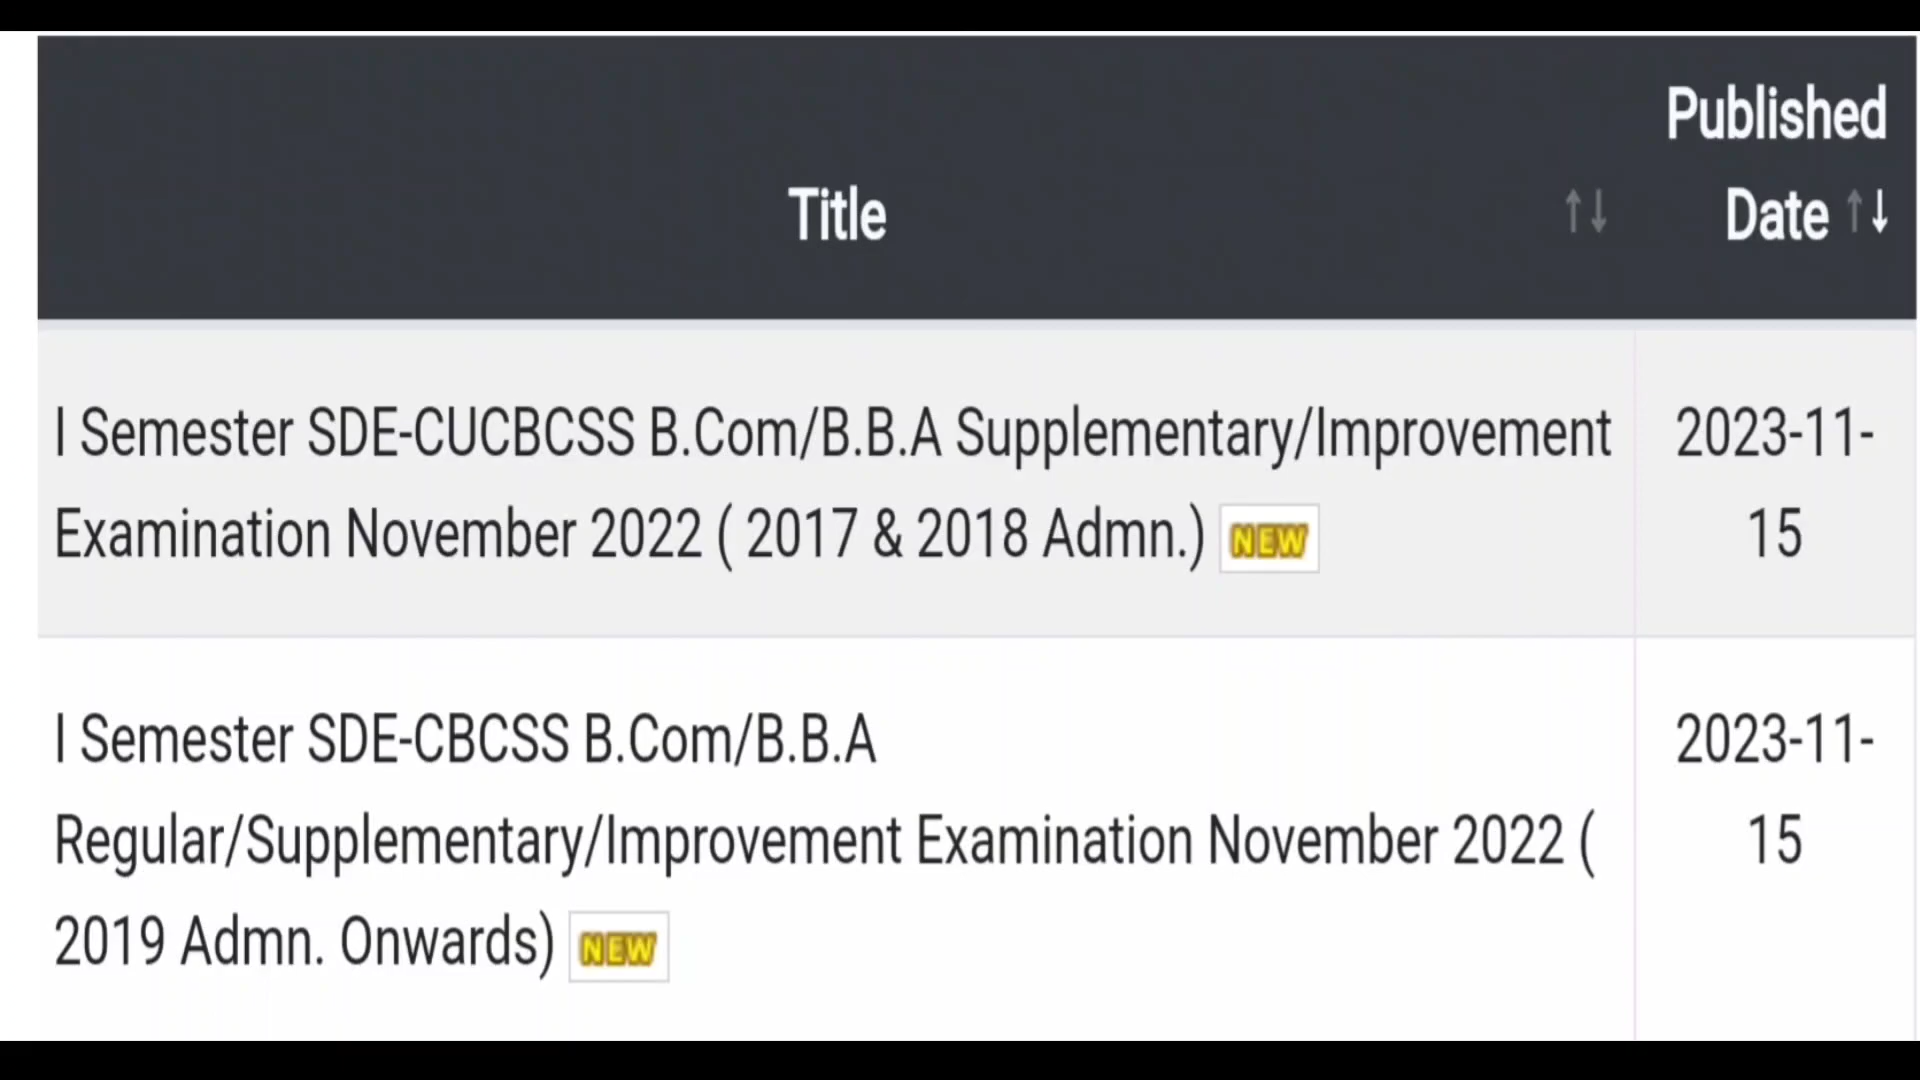 Published
Title ↑↓ Date ↑↓
I Semester SDE-CUCBCSS B.Com/B.B.A Supplementary/Improvement 2023-11-
Examination November 2022 ( 2017 & 2018 Admn.) NEW 15
I Semester SDE-CBCSS B.Com/B.B.A 2023-11-
Regular/Supplementary/Improvement Examination November 2022 ( 15
2019 Admn. Onwards) NEW